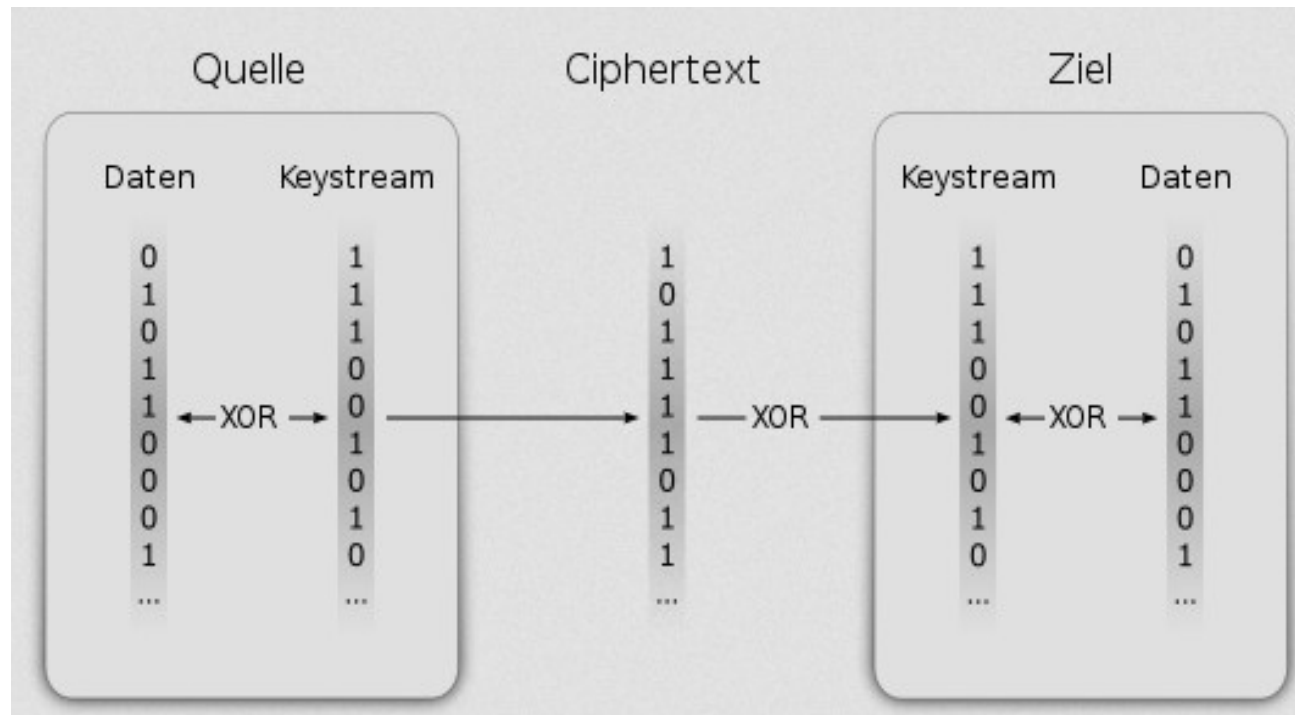 Quelle Ciphertext Ziel
Daten Keystream Keystream Daten
0 1 1 1 0
1 1 0 1 1
0 1 1 1 0
1 0 1 0 1
1 XOR 0 1 XOR 0 XOR 1
0 1 1 1 0
0 0 0 0 0
0 1 1 1 0
1 0 1 0 1
... ... ... ... ...